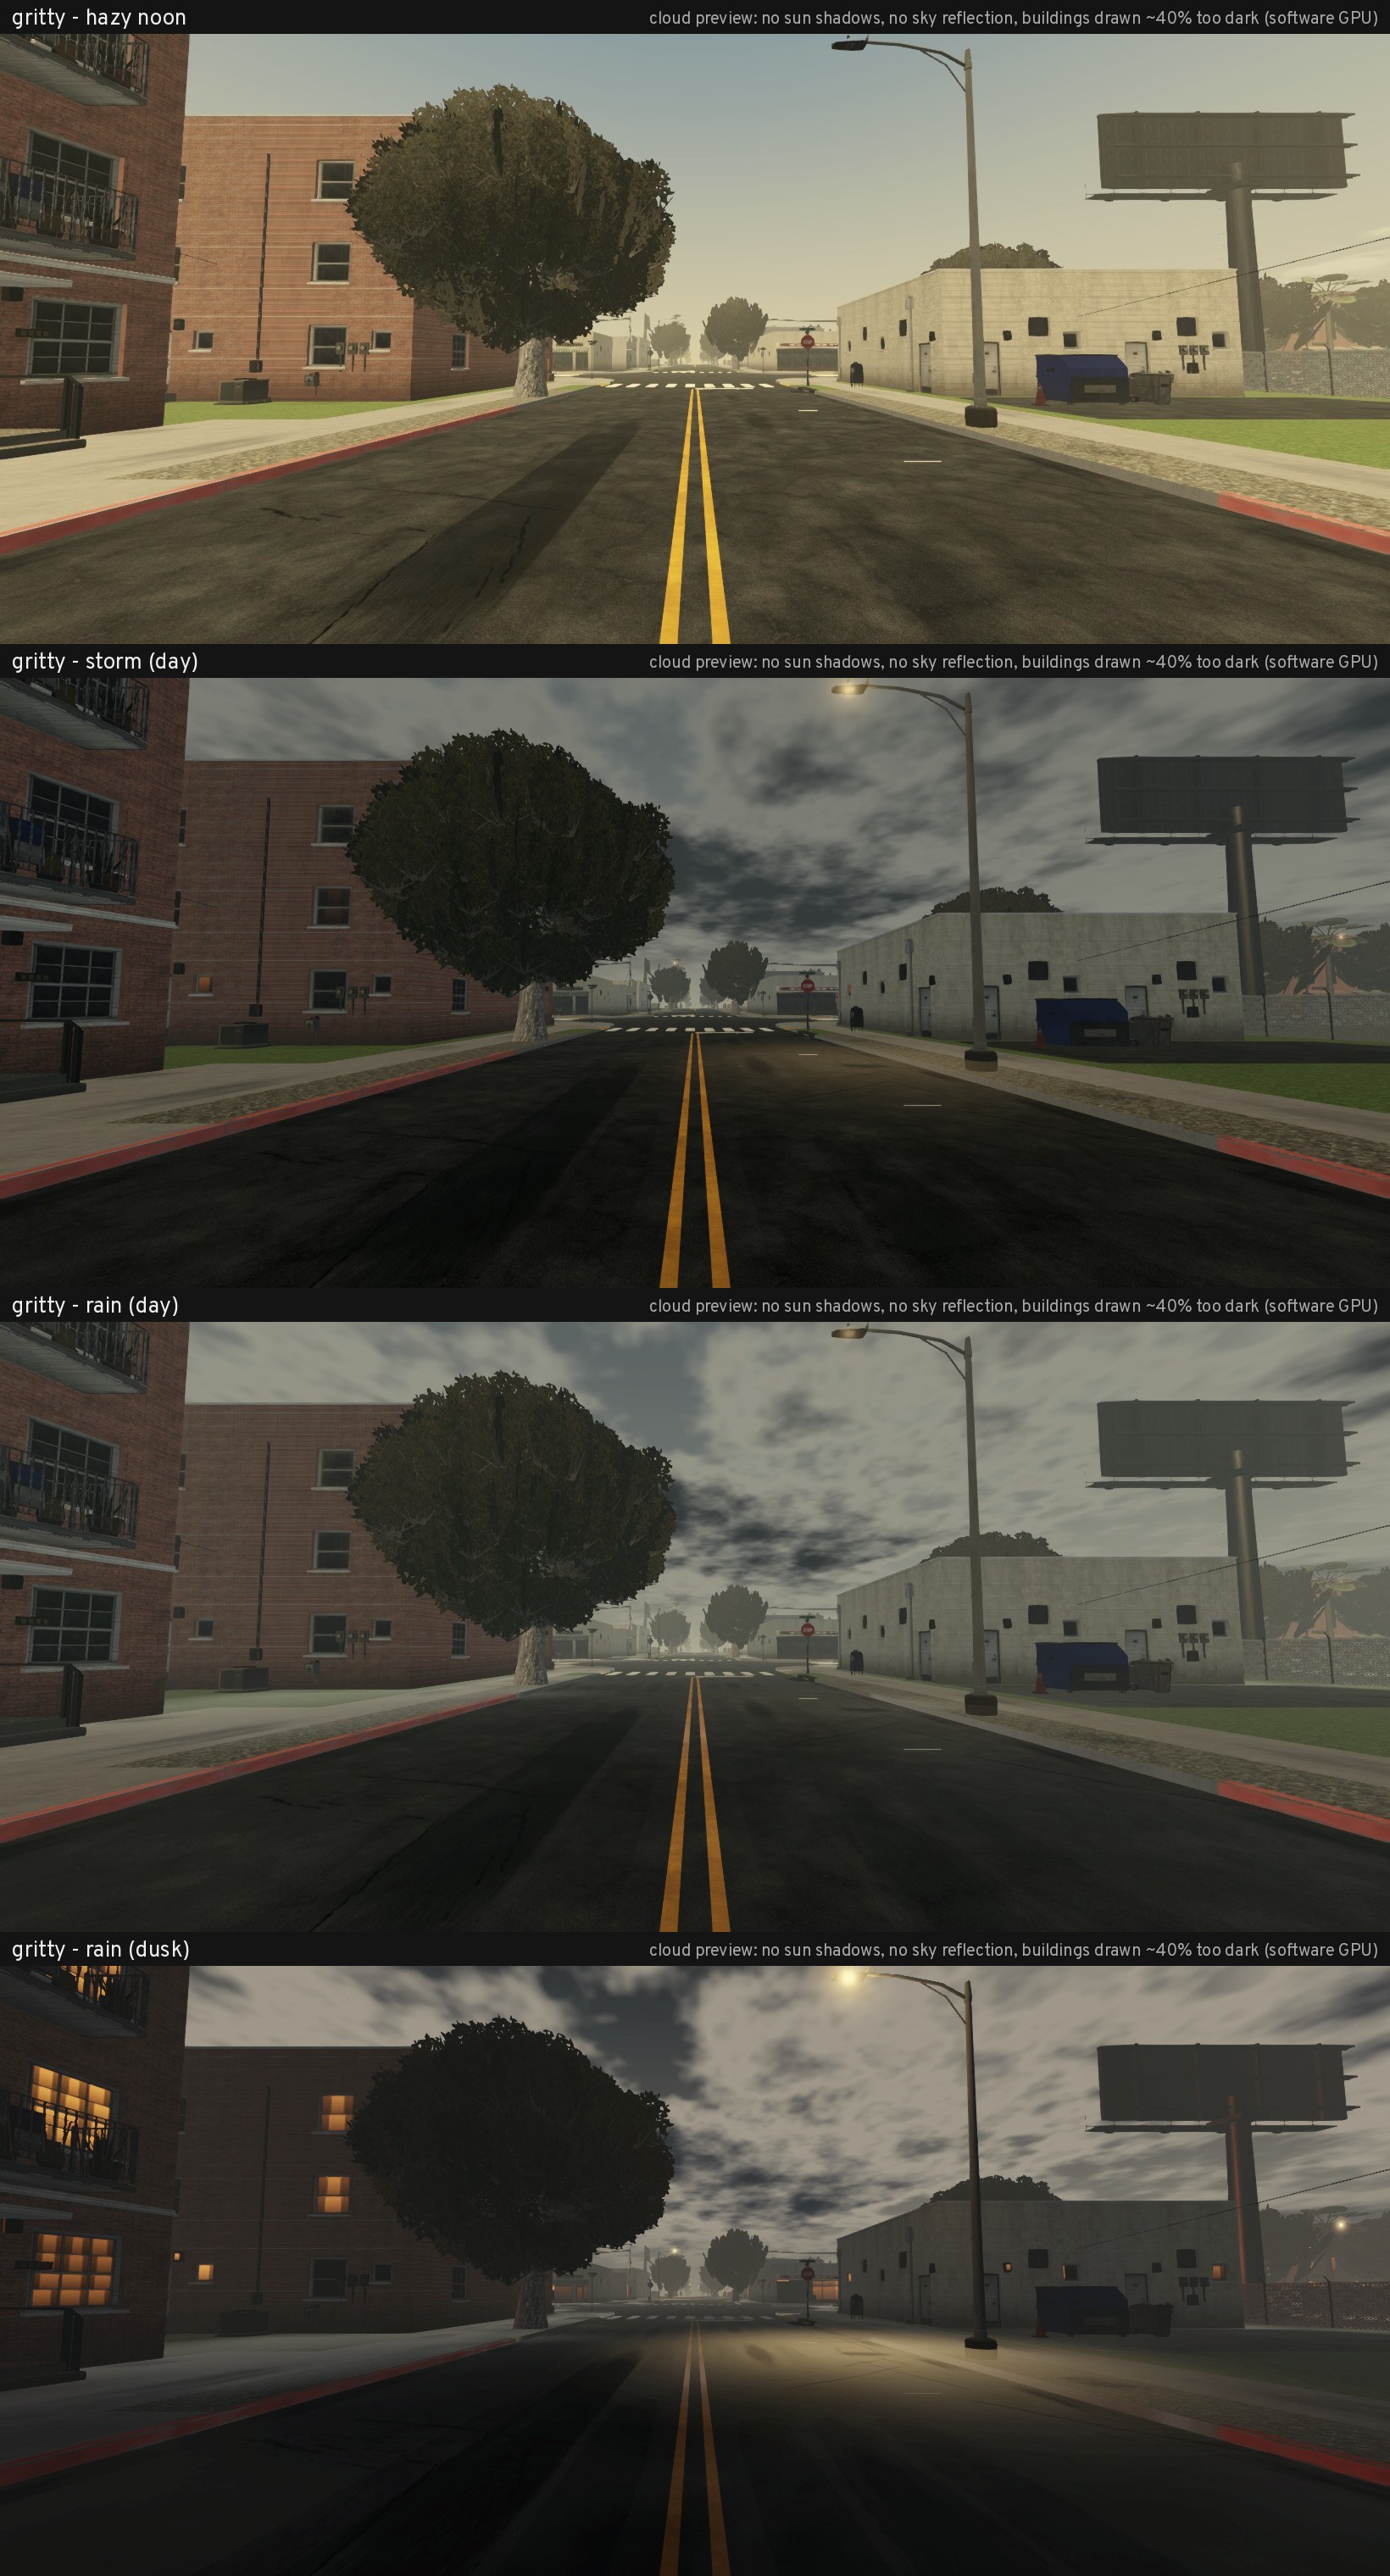 gritty - hazy noon
cloud preview: no sun shadows, no sky reflection, buildings drawn ~40% too dark (software GPU)
gritty - storm (day)
cloud preview: no sun shadows, no sky reflection, buildings drawn ~40% too dark (software GPU)
gritty - rain (day)
cloud preview: no sun shadows, no sky reflection, buildings drawn ~40% too dark (software GPU)
gritty - rain (dusk)
cloud preview: no sun shadows, no sky reflection, buildings drawn ~40% too dark (software GPU)